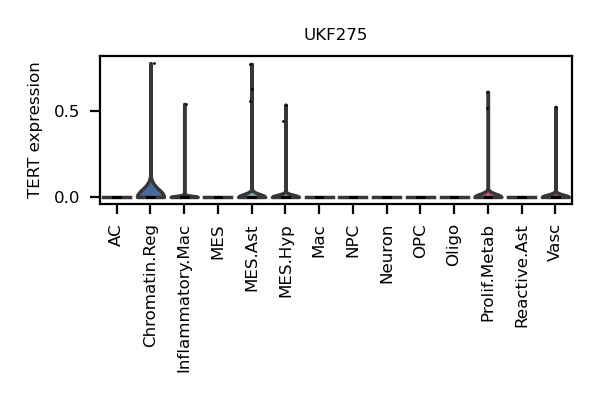 UKF275
TERT expression
0.5
0.0
AC
Chromatin.Reg
Inflammatory.Mac
MES
MES.Ast
MES.Hyp
Mac
NPC
Neuron
OPC
Oligo
Prolif.Metab
Reactive.Ast
Vasc